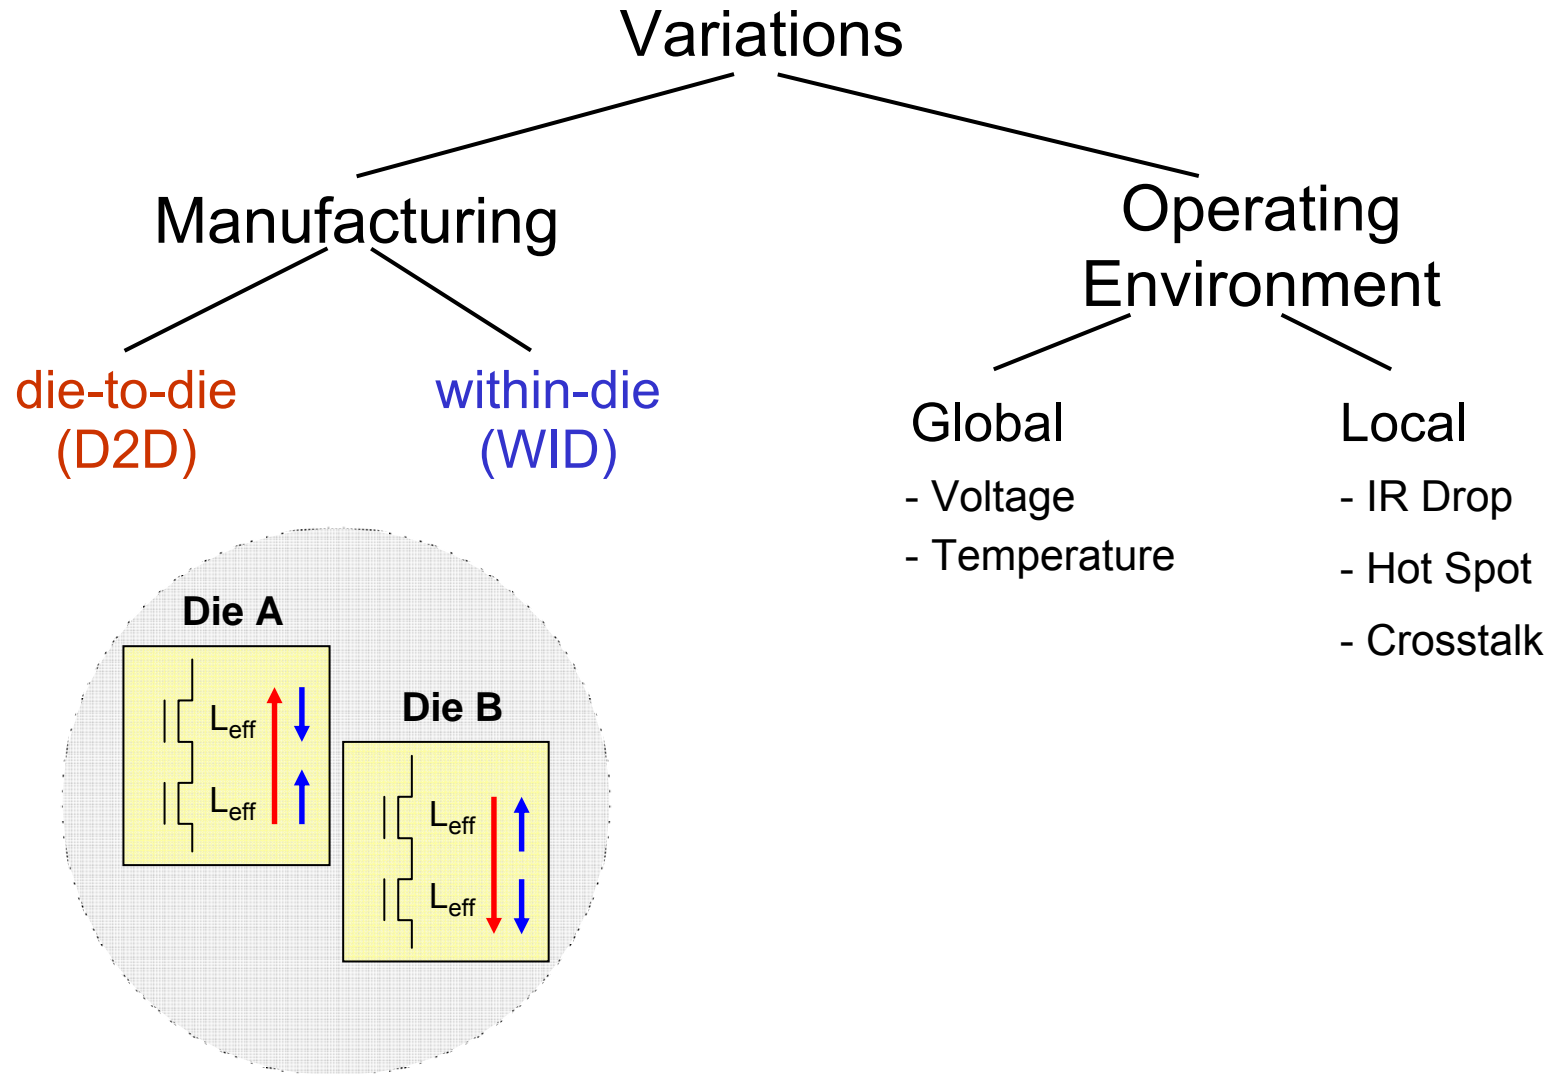 Variations
Manufacturing
Operating
Environment
die-to-die
(D2D)
within-die
(WID)
Global
- Voltage
- Temperature
Local
- IR Drop
- Hot Spot
- Crosstalk
Die A
Leff
Leff
Die B
Leff
Leff